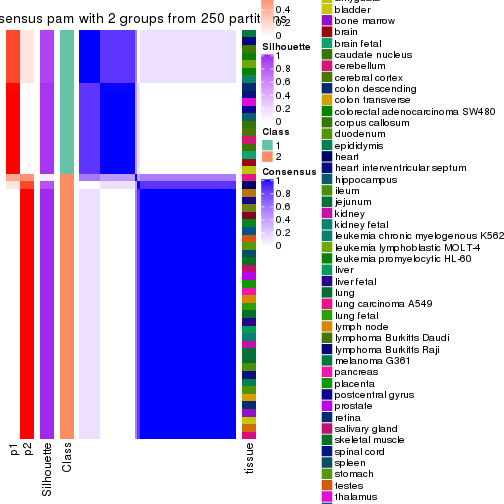 sensus pam with 2 groups from 250 partitions
0.4
0.2
0
Silhouette
1
0.8
0.6
0.4
0.2
0
Class
1
2
Consensus
1
0.8
0.6
0.4
0.2
0
p1
p2
Silhouette
Class
tissue
bladder
bone marrow
brain
brain fetal
caudate nucleus
cerebellum
cerebral cortex
colon descending
colon transverse
colorectal adenocarcinoma SW480
corpus callosum
duodenum
epididymis
heart
heart interventricular septum
hippocampus
ileum
jejunum
kidney
kidney fetal
leukemia chronic myelogenous K562
leukemia lymphoblastic MOLT-4
leukemia promyelocytic HL-60
liver
liver fetal
lung
lung carcinoma A549
lung fetal
lymph node
lymphoma Burkitts Daudi
lymphoma Burkitts Raji
melanoma G361
pancreas
placenta
postcentral gyrus
prostate
retina
salivary gland
skeletal muscle
spinal cord
spleen
stomach
testes
thalamus